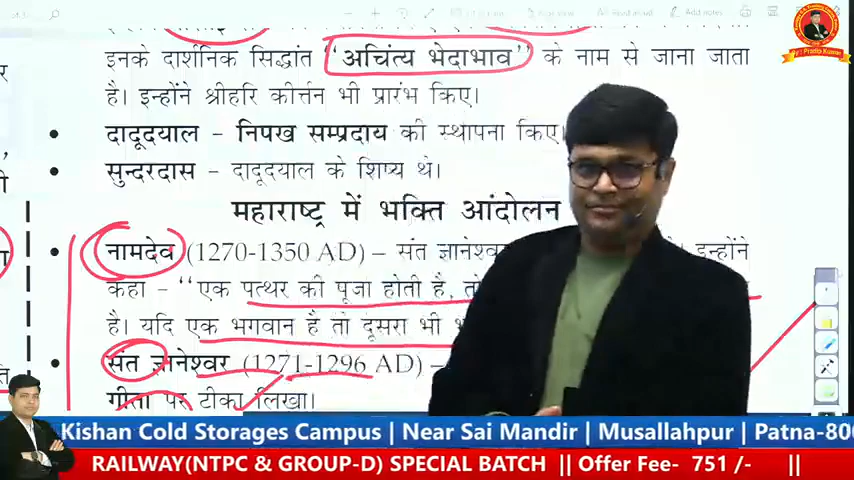 इनके दार्शनिक सिद्धांत "अचिंत्य भेदाभाव" के नाम से जाना जाता
है। इन्होंने श्रीहरि कीर्त्तन भी प्रारंभ किए।
दादूदयाल - निपख सम्प्रदाय की स्थापना किए।
सुन्दरदास - दादूदयाल के शिष्य थे।
महाराष्ट्र में भक्ति आंदोलन
नामदेव (1270-1350 AD) – संत ज्ञानेश्व इन्होंने
कहा - "एक पत्थर की पूजा होती है, तो
है। यदि एक भगवान है तो दूसरा भी
संत ज्ञानेश्वर (1271-1296 AD) –
गीता पर टीका लिखा।
Kishan Cold Storages Campus | Near Sai Mandir | Musallahpur | Patna-80
RAILWAY(NTPC & GROUP-D) SPECIAL BATCH || Offer Fee- 751 /- ||